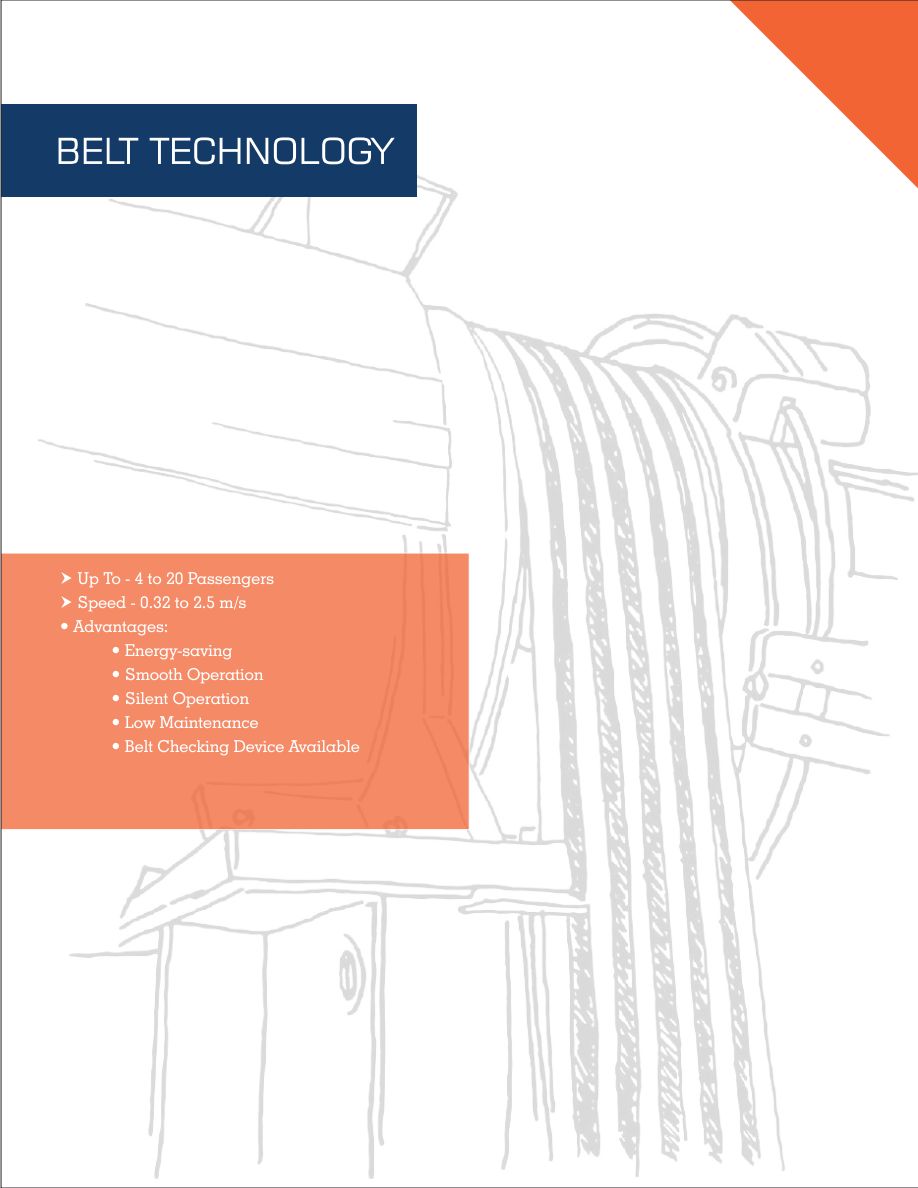 BELT TECHNOLOGY
➤ Up To - 4 to 20 Passengers
➤ Speed - 0.32 to 2.5 m/s
• Advantages:
• Energy-saving
• Smooth Operation
• Silent Operation
• Low Maintenance
• Belt Checking Device Available